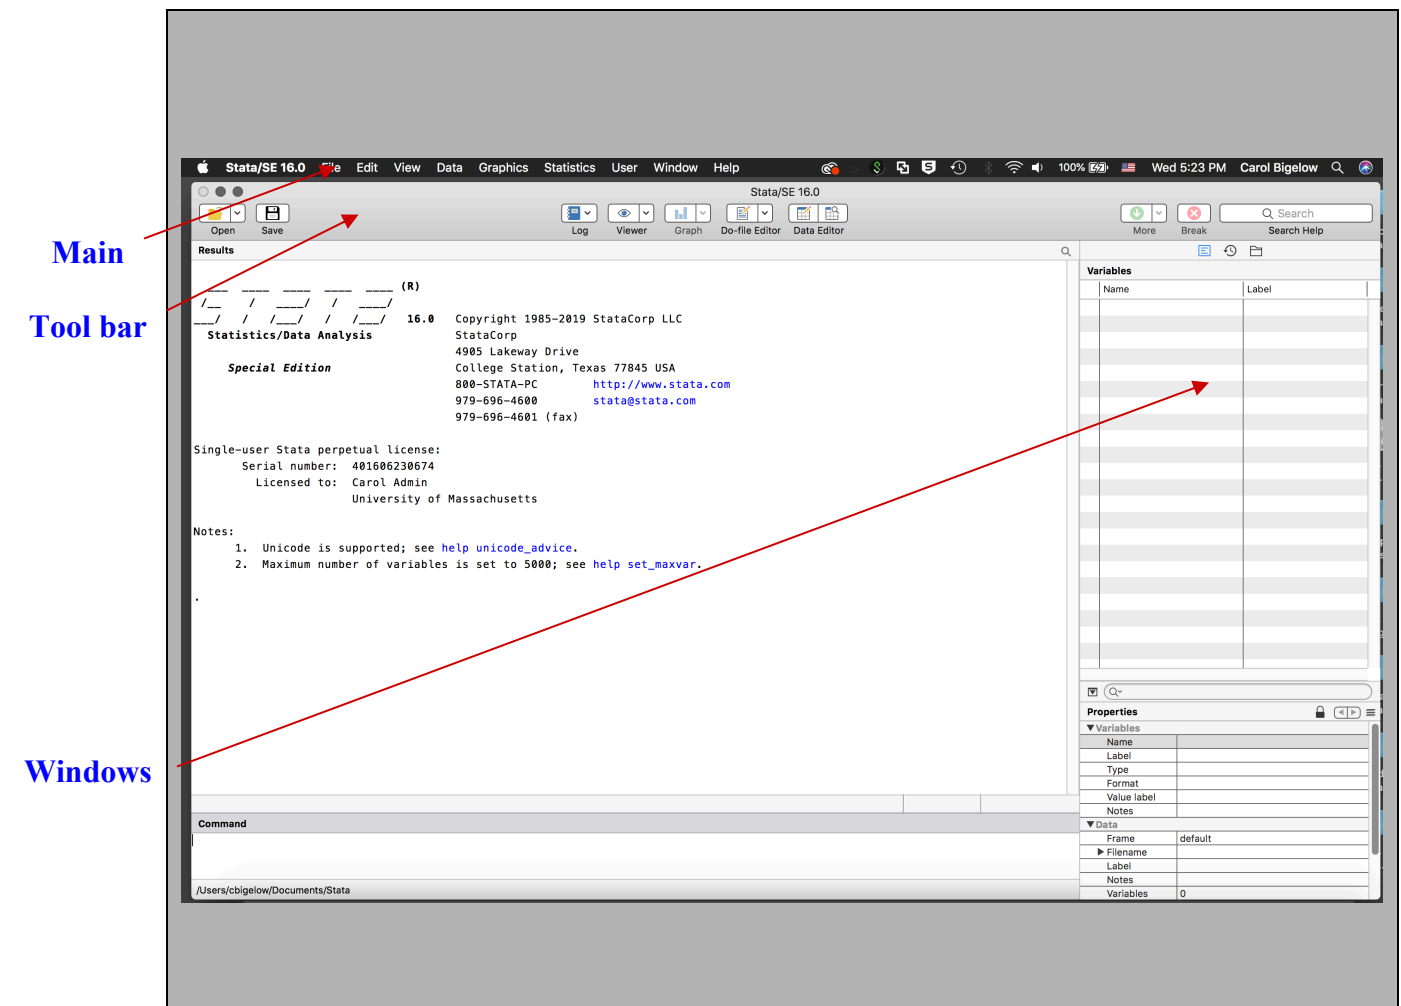 Stata/SE 16.0 File Edit View Data Graphics Statistics User Window Help 100% Wed 5:23 PM Carol Bigelow
Stata/SE 16.0
Open Save Log Viewer Graph Do-file Editor Data Editor More Break Search
Search Help
Main
Tool bar
Windows
Results
(R)
16.0 Copyright 1985-2019 StataCorp LLC
Statistics/Data Analysis StataCorp
4905 Lakeway Drive
Special Edition College Station, Texas 77845 USA
800-STATA-PC http://www.stata.com
979-696-4600 stata@stata.com
979-696-4601 (fax)
Single-user Stata perpetual license:
Serial number: 401606230674
Licensed to: Carol Admin
University of Massachusetts
Notes:
1. Unicode is supported; see help unicode_advice.
2. Maximum number of variables is set to 5000; see help set_maxvar.
.
Command
/Users/cbigelow/Documents/Stata
Variables
Name Label
Properties
Variables
Name
Label
Type
Format
Value label
Notes
Data
Frame default
Filename
Label
Notes
Variables 0